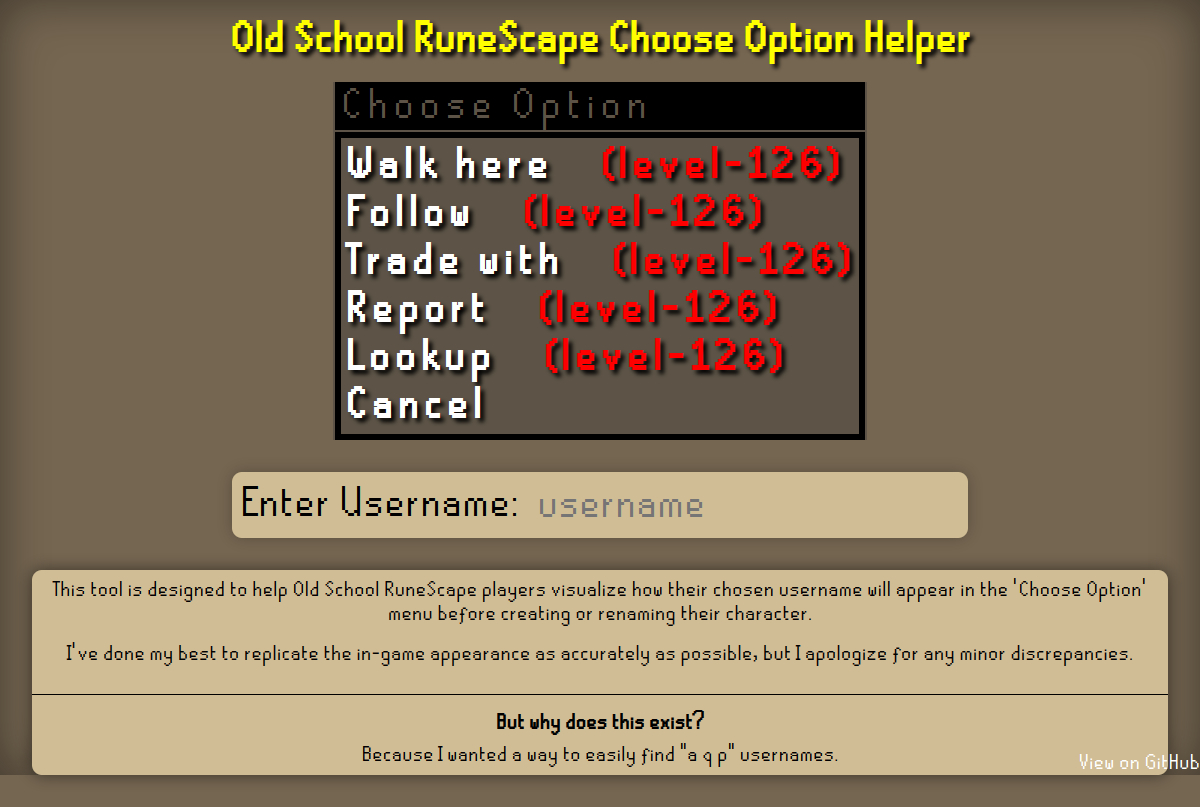 Old School RuneScape Choose Option Helper
Choose Option
Walk here (level-126)
Follow (level-126)
Trade with (level-126)
Report (level-126)
Lookup (level-126)
Cancel
Enter Username: username
This tool is designed to help Old School RuneScape players visualize how their chosen username will appear in the 'Choose Option'
menu before creating or renaming their character.
I've done my best to replicate the in-game appearance as accurately as possible, but I apologize for any minor discrepancies.
But why does this exist?
Because I wanted a way to easily find "a q p" usernames.
View on GitHub